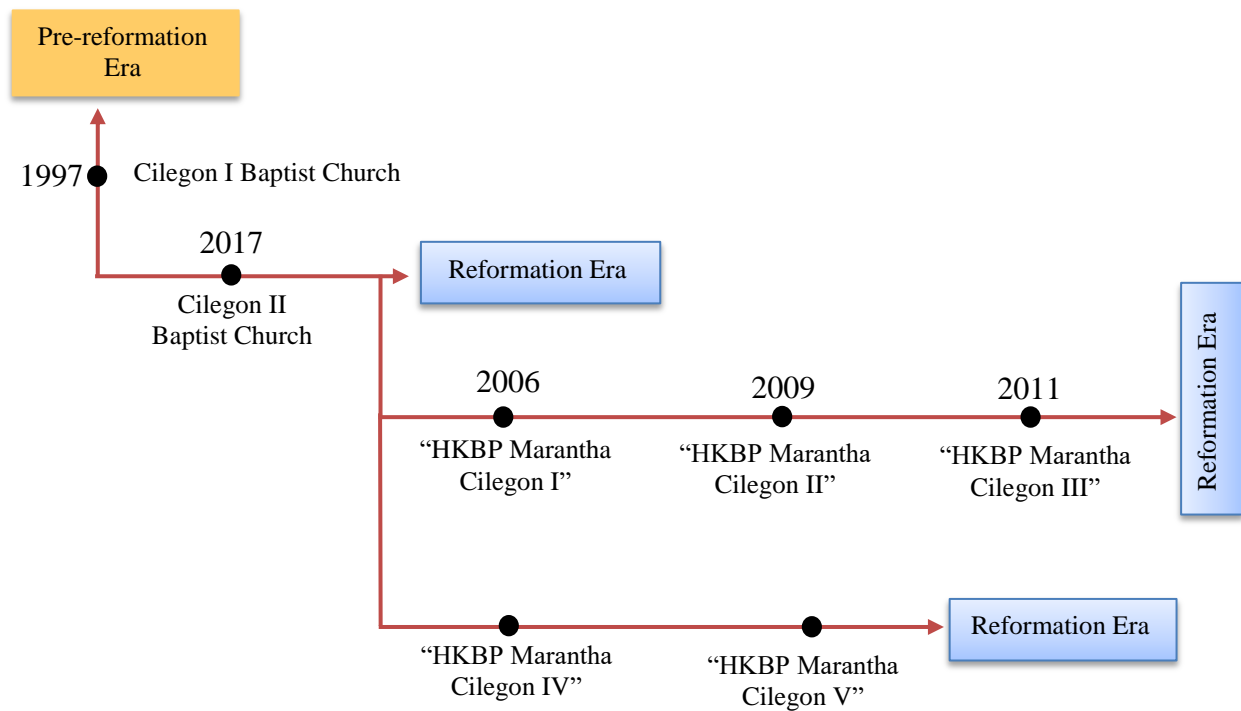 Pre-reformation
Era
1997
Cilegon I Baptist Church
2017
Cilegon II
Baptist Church
Reformation Era
2006
“HKBP Marantha
Cilegon I”
2009
“HKBP Marantha
Cilegon II”
2011
“HKBP Marantha
Cilegon III”
Reformation Era
“HKBP Marantha
Cilegon IV”
“HKBP Marantha
Cilegon V”
Reformation Era